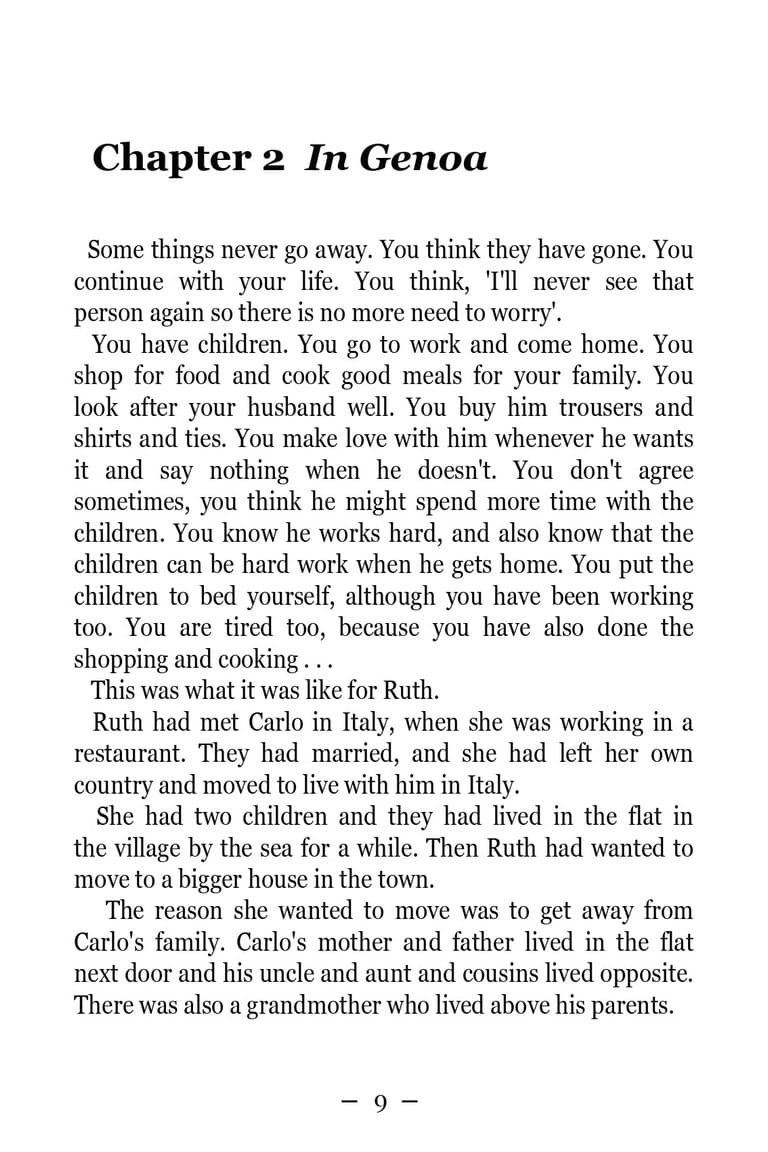 Chapter 2 In Genoa
Some things never go away. You think they have gone. You
continue with your life. You think, 'I'll never see that
person again so there is no more need to worry'.
You have children. You go to work and come home. You
shop for food and cook good meals for your family. You
look after your husband well. You buy him trousers and
shirts and ties. You make love with him whenever he wants
it and say nothing when he doesn't. You don't agree
sometimes, you think he might spend more time with the
children. You know he works hard, and also know that the
children can be hard work when he gets home. You put the
children to bed yourself, although you have been working
too. You are tired too, because you have also done the
shopping and cooking . . .
This was what it was like for Ruth.
Ruth had met Carlo in Italy, when she was working in a
restaurant. They had married, and she had left her own
country and moved to live with him in Italy.
She had two children and they had lived in the flat in
the village by the sea for a while. Then Ruth had wanted to
move to a bigger house in the town.
The reason she wanted to move was to get away from
Carlo's family. Carlo's mother and father lived in the flat
next door and his uncle and aunt and cousins lived opposite.
There was also a grandmother who lived above his parents.
– 9 –